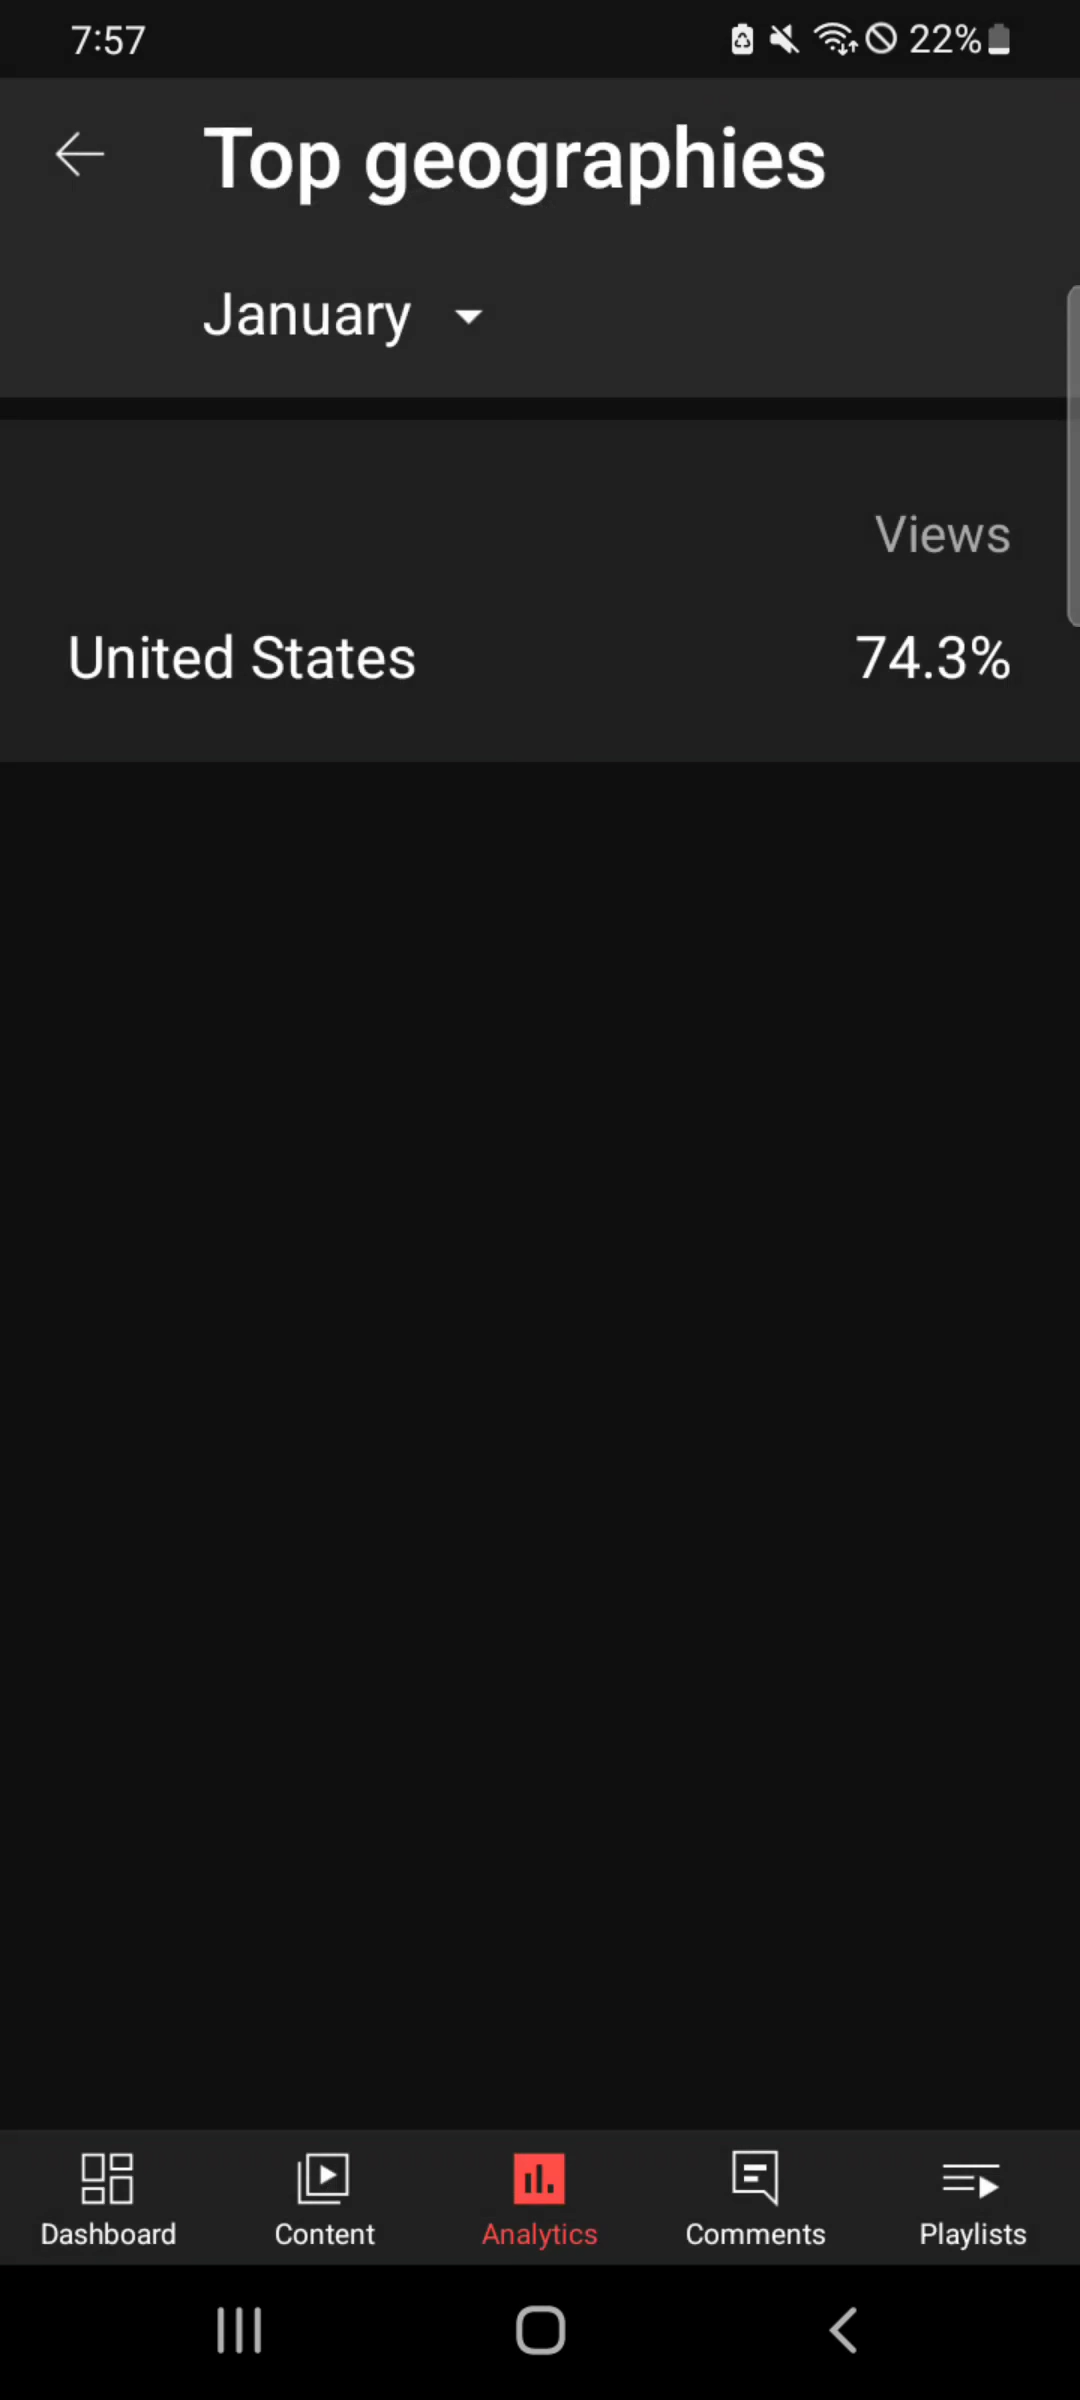 7:57 22%
Top geographies
January
Views
United States 74.3%
Dashboard Content Analytics Comments Playlists